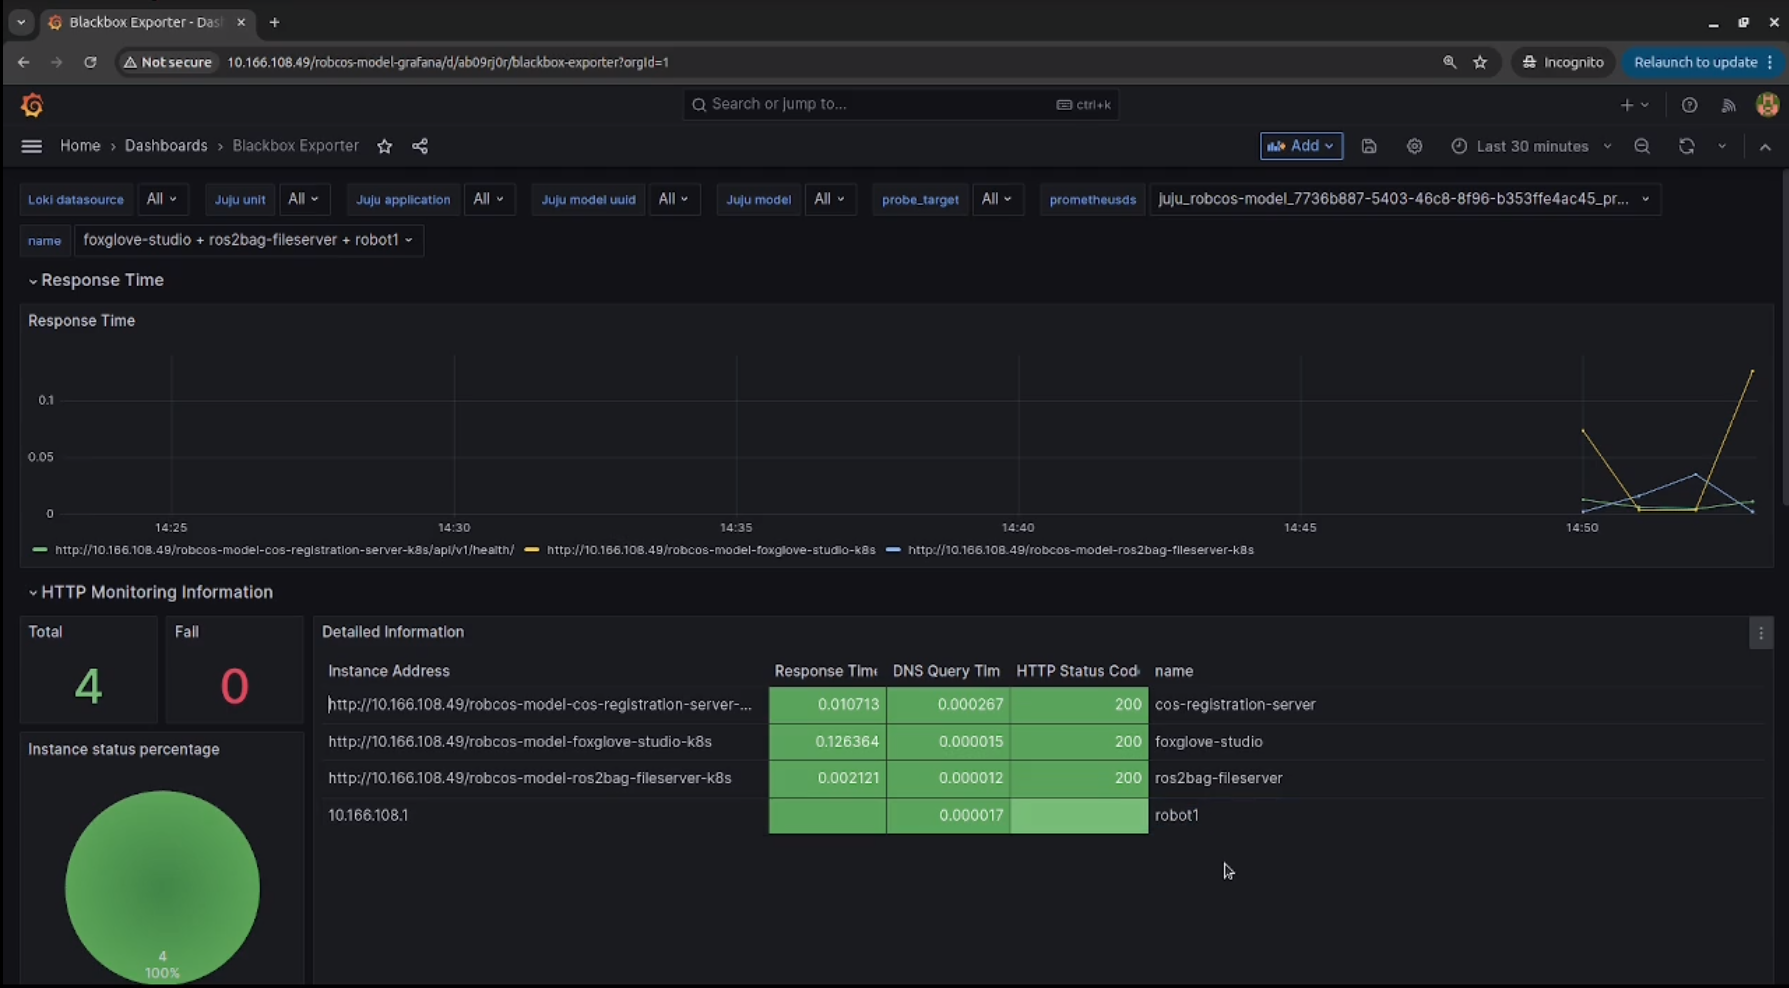 Blackbox Exporter - Das
Not secure 10.166.108.49/robcos-model-grafana/d/ab09rj0r/blackbox-exporter?orgId=1 Incognito Relaunch to update
Search or jump to... ctrl+k
Home › Dashboards › Blackbox Exporter Add Last 30 minutes
Loki datasource All Juju unit All Juju application All Juju model uuid All Juju model All probe_target All prometheusds juju_robcos-model_7736b887-5403-46c8-8f96-b353ffe4ac45_pr...
name foxglove-studio + ros2bag-fileserver + robot1
Response Time
Response Time
0.1
0.05
0
14:25 14:30 14:35 14:40 14:45 14:50
http://10.166.108.49/robcos-model-cos-registration-server-k8s/api/v1/health/ http://10.166.108.49/robcos-model-foxglove-studio-k8s http://10.166.108.49/robcos-model-ros2bag-fileserver-k8s
HTTP Monitoring Information
Total
4
Fall
0
Instance status percentage
4
100%
Detailed Information
Instance Address Response Time DNS Query Tim HTTP Status Cod name
http://10.166.108.49/robcos-model-cos-registration-server-... 0.010713 0.000267 200 cos-registration-server
http://10.166.108.49/robcos-model-foxglove-studio-k8s 0.126364 0.000015 200 foxglove-studio
http://10.166.108.49/robcos-model-ros2bag-fileserver-k8s 0.002121 0.000012 200 ros2bag-fileserver
10.166.108.1 0.000017 robot1